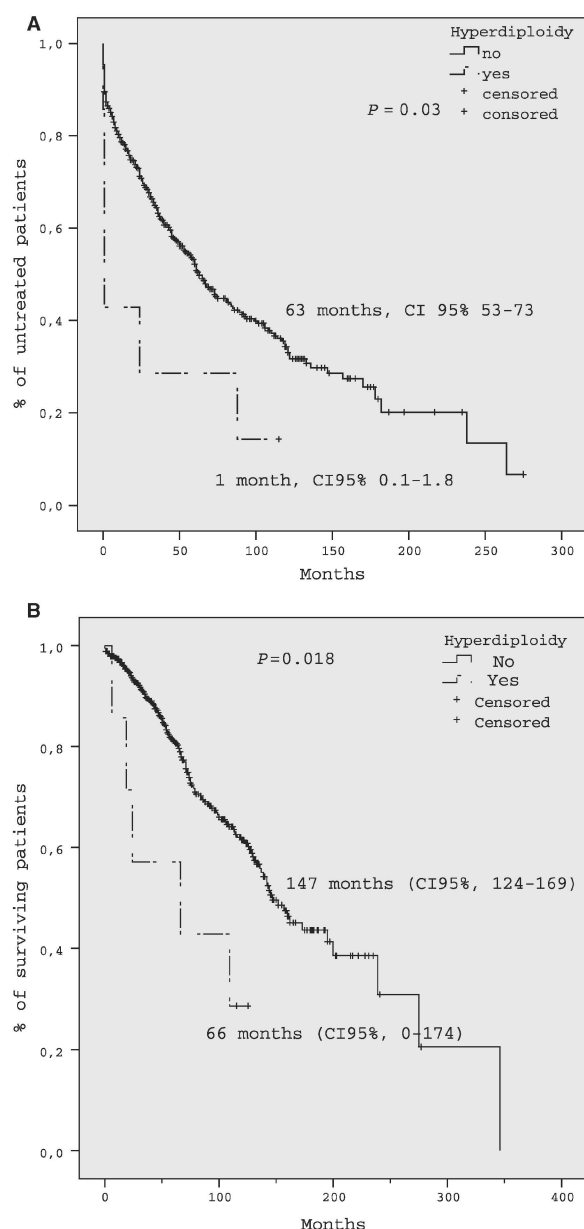 A
Hyperdiploidy
no
yes
censored
consored
P = 0.03
63 months, CI 95% 53-73
1 month, CI95% 0.1-1.8
% of untreated patients
1,0
0,8
0,6
0,4
0,2
0,0
0 50 100 150 200 250 300
Months
B
Hyperdiploidy
No
Yes
Censored
Censored
P=0.018
147 months (CI95%, 124-169)
66 months (CI95%, 0-174)
% of surviving patients
1,0
0,8
0,6
0,4
0,2
0,0
0 100 200 300 400
Months